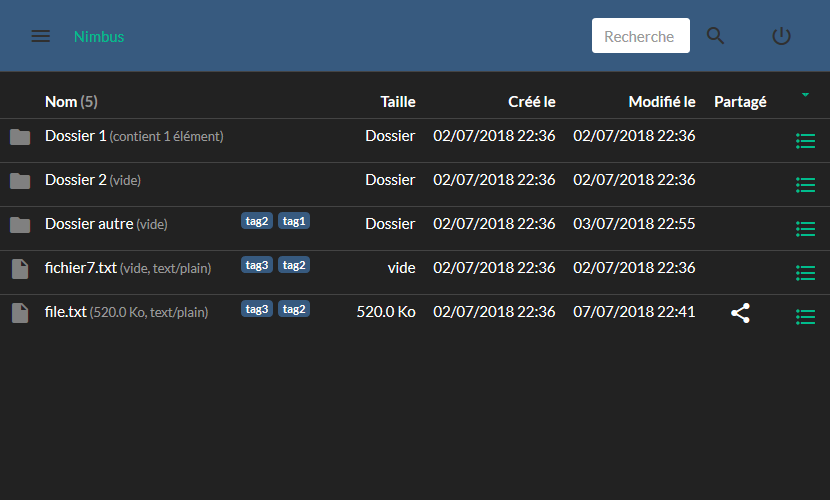 Nimbus Recherche
Nom (5) Taille Créé le Modifié le Partagé
Dossier 1 (contient 1 élément) Dossier 02/07/2018 22:36 02/07/2018 22:36
Dossier 2 (vide) Dossier 02/07/2018 22:36 02/07/2018 22:36
Dossier autre (vide) tag2 tag1 Dossier 02/07/2018 22:36 03/07/2018 22:55
fichier7.txt (vide, text/plain) tag3 tag2 vide 02/07/2018 22:36 02/07/2018 22:36
file.txt (520.0 Ko, text/plain) tag3 tag2 520.0 Ko 02/07/2018 22:36 07/07/2018 22:41